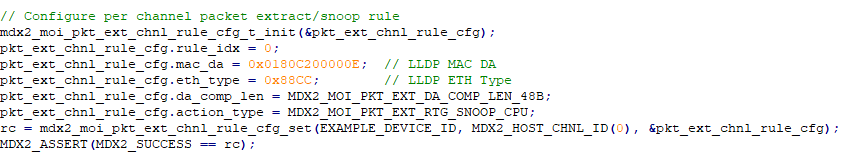 // Configure per channel packet extract/snoop rule
mdx2_moi_pkt_ext_chnl_rule_cfg_t_init(&pkt_ext_chnl_rule_cfg);
pkt_ext_chnl_rule_cfg.rule_idx = 0;
pkt_ext_chnl_rule_cfg.mac_da = 0x0180C200000E;  // LLDP MAC DA
pkt_ext_chnl_rule_cfg.eth_type = 0x88CC;        // LLDP ETH Type
pkt_ext_chnl_rule_cfg.da_comp_len = MDX2_MOI_PKT_EXT_DA_COMP_LEN_48B;
pkt_ext_chnl_rule_cfg.action_type = MDX2_MOI_PKT_EXT_RTG_SNOOP_CPU;
rc = mdx2_moi_pkt_ext_chnl_rule_cfg_set(EXAMPLE_DEVICE_ID, MDX2_HOST_CHNL_ID(0), &pkt_ext_chnl_rule_cfg);
MDX2_ASSERT(MDX2_SUCCESS == rc);